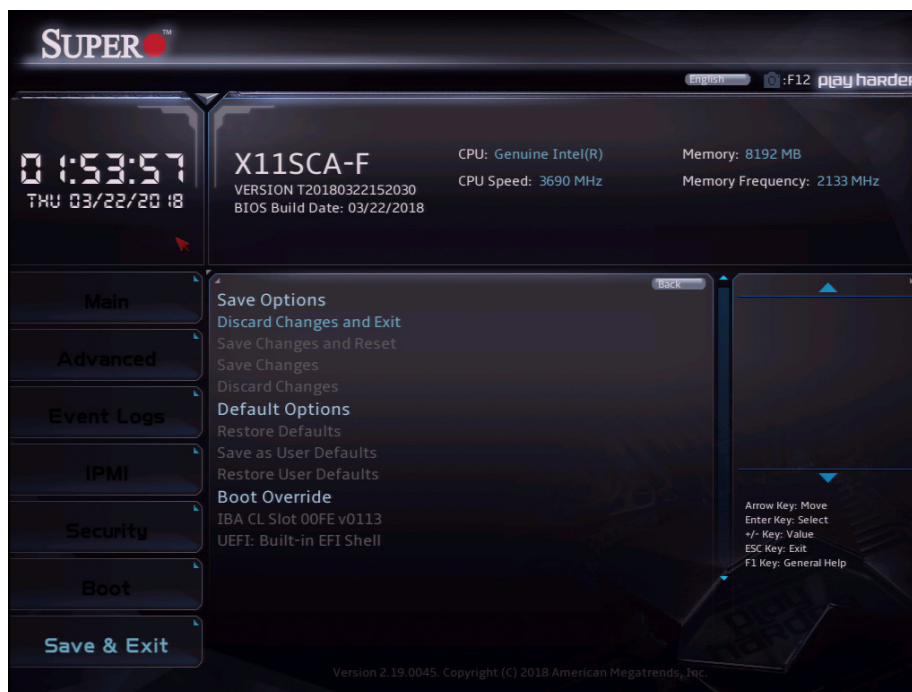 SUPER ™
English :F12 play harder
01:53:57
THU 03/22/2018
X11SCA-F
VERSION T20180322152030
BIOS Build Date: 03/22/2018
CPU: Genuine Intel(R)
CPU Speed: 3690 MHz
Memory: 8192 MB
Memory Frequency: 2133 MHz
Main
Advanced
Event Logs
IPMI
Security
Boot
Save & Exit
Back
Save Options
Discard Changes and Exit
Save Changes and Reset
Save Changes
Discard Changes
Default Options
Restore Defaults
Save as User Defaults
Restore User Defaults
Boot Override
IBA CL Slot 00FE v0113
UEFI: Built-in EFI Shell
Arrow Key: Move
Enter Key: Select
+/- Key: Value
ESC Key: Exit
F1 Key: General Help
play
harder
Version 2.19.0045. Copyright (C) 2018 American Megatrends, Inc.